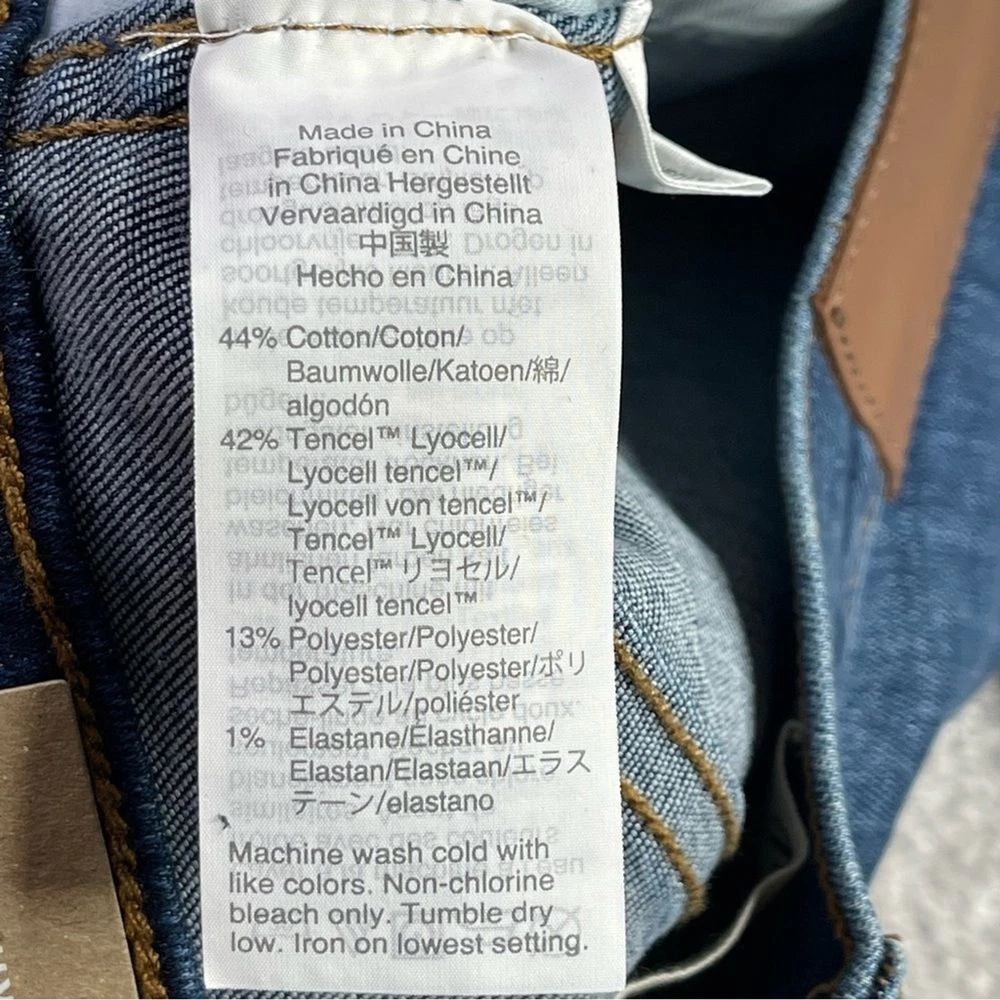 Made in China
Fabriqué en Chine
in China Hergestellt
Vervaardigd in China
中国製
Hecho en China
44% Cotton/Coton/
Baumwolle/Katoen/綿/
algodón
42% Tencel™ Lyocell/
Lyocell tencel™/
Lyocell von tencel™/
Tencel™ Lyocell/
Tencel™ リヨセル/
lyocell tencel™
13% Polyester/Polyester/
Polyester/Polyester/ポリ
エステル/poliéster
1% Elastane/Élasthanne/
Elastan/Elastaan/エラス
テーン/elastano
Machine wash cold with
like colors. Non-chlorine
bleach only. Tumble dry
low. Iron on lowest setting.